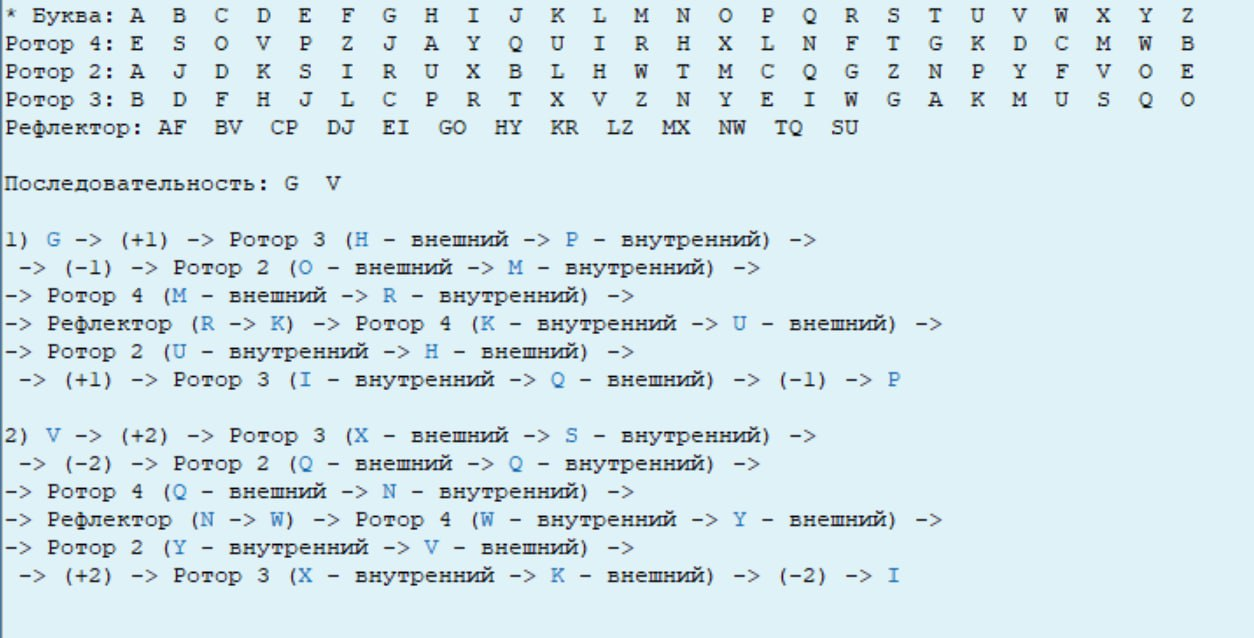 * Буква: A B C D E F G H I J K L M N O P Q R S T U V W X Y Z
Ротор 4: E S O V P Z J A Y Q U I R H X L N F T G K D C M W B
Ротор 2: A J D K S I R U X B L H W T M C Q G Z N P Y F V O E
Ротор 3: B D F H J L C P R T X V Z N Y E I W G A K M U S Q O
Рефлектор: AF BV CP DJ EI GO HY KR LZ MX NW TQ SU
Последовательность: G V
1) G -> (+1) -> Ротор 3 (H - внешний -> P - внутренний) ->
-> (-1) -> Ротор 2 (O - внешний -> M - внутренний) ->
-> Ротор 4 (M - внешний -> R - внутренний) ->
-> Рефлектор (R -> K) -> Ротор 4 (K - внутренний -> U - внешний) ->
-> Ротор 2 (U - внутренний -> H - внешний) ->
-> (+1) -> Ротор 3 (I - внутренний -> Q - внешний) -> (-1) -> P
2) V -> (+2) -> Ротор 3 (X - внешний -> S - внутренний) ->
-> (-2) -> Ротор 2 (Q - внешний -> Q - внутренний) ->
-> Ротор 4 (Q - внешний -> N - внутренний) ->
-> Рефлектор (N -> W) -> Ротор 4 (W - внутренний -> Y - внешний) ->
-> Ротор 2 (Y - внутренний -> V - внешний) ->
-> (+2) -> Ротор 3 (X - внутренний -> K - внешний) -> (-2) -> I